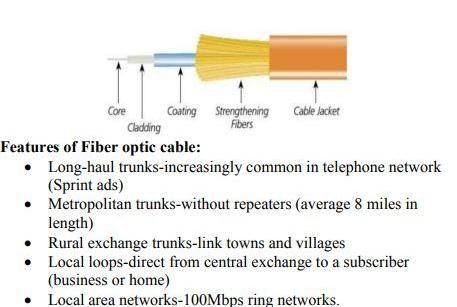 Core Coating Strengthening Cable Jacket
Cladding Fibers
Features of Fiber optic cable:
• Long-haul trunks-increasingly common in telephone network
(Sprint ads)
• Metropolitan trunks-without repeaters (average 8 miles in
length)
• Rural exchange trunks-link towns and villages
• Local loops-direct from central exchange to a subscriber
(business or home)
• Local area networks-100Mbps ring networks.